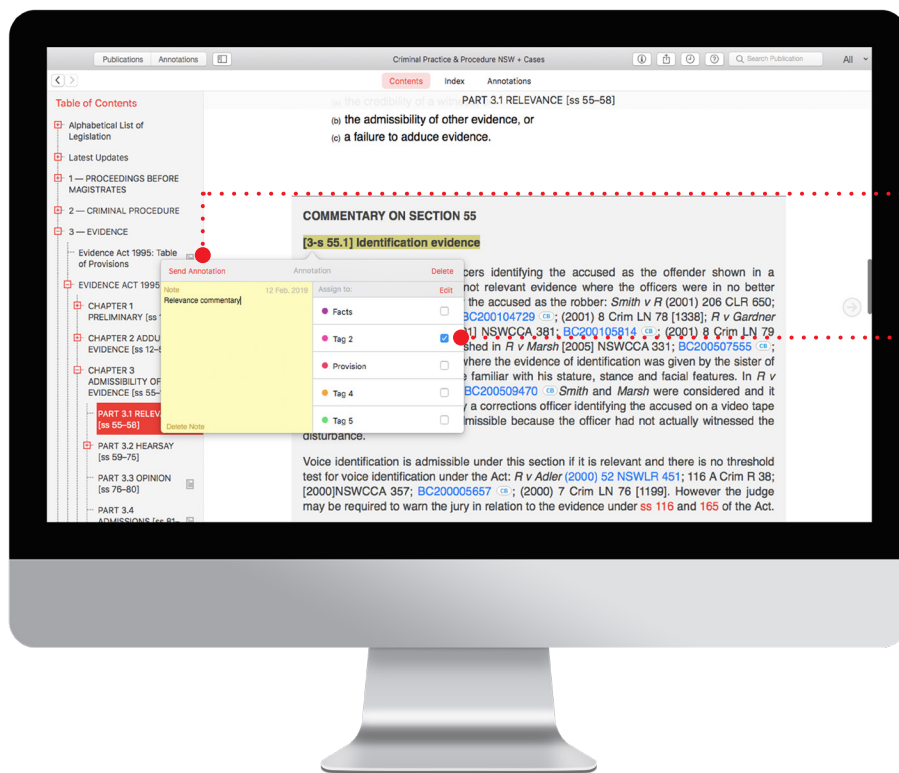 Publications Annotations
Criminal Practice & Procedure NSW + Cases
Search Publication
All
Contents Index Annotations
Table of Contents
Alphabetical List of
Legislation
Latest Updates
1 — PROCEEDINGS BEFORE
MAGISTRATES
2 — CRIMINAL PROCEDURE
3 — EVIDENCE
Evidence Act 1995: Table
of Provisions
EVIDENCE ACT 1995
CHAPTER 1
PRELIMINARY [ss
CHAPTER 2 ADDU
EVIDENCE [ss 12–
CHAPTER 3
ADMISSIBILITY OF
EVIDENCE [ss 55–
PART 3.1 RELEV
[ss 55–58]
PART 3.2 HEARSAY
[ss 59–75]
PART 3.3 OPINION
[ss 76–80]
PART 3.4
ADMISSIONS [ss 81–
(a) the credibility of a
PART 3.1 RELEVANCE [ss 55–58]
(b) the admissibility of other evidence, or
(c) a failure to adduce evidence.
COMMENTARY ON SECTION 55
[3-s 55.1] Identification evidence
Send Annotation Annotation Delete
Note 12 Feb. 2019
Relevance commentary
Delete Note
Assign to: Edit
Facts
Tag 2
Provision
Tag 4
Tag 5
cers identifying the accused as the offender shown in a
not relevant evidence where the officers were in no better
the accused as the robber: Smith v R (2001) 206 CLR 650;
BC200104729 CB ; (2001) 8 Crim LN 78 [1338]; R v Gardner
1] NSWCCA 381; BC200105814 CB ; (2001) 8 Crim LN 79
shed in R v Marsh [2005] NSWCCA 331; BC200507555 CB ;
where the evidence of identification was given by the sister of
familiar with his stature, stance and facial features. In R v
BC200509470 CB Smith and Marsh were considered and it
y a corrections officer identifying the accused on a video tape
missible because the officer had not actually witnessed the
disturbance.
Voice identification is admissible under this section if it is relevant and there is no threshold
test for voice identification under the Act: R v Adler (2000) 52 NSWLR 451; 116 A Crim R 38;
[2000]NSWCCA 357; BC200005657 CB ; (2000) 7 Crim LN 76 [1199]. However the judge
may be required to warn the jury in relation to the evidence under ss 116 and 165 of the Act.